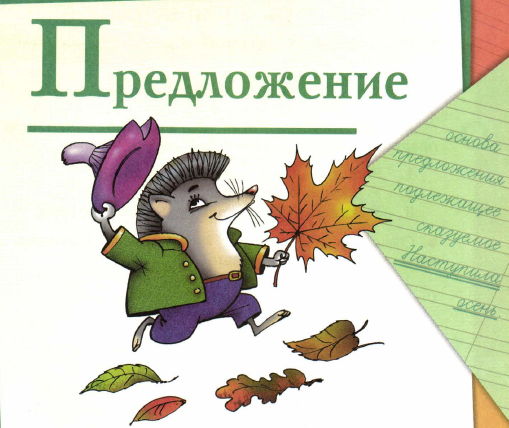 Предложение
основа
предложения
подлежащее
сказуемое
Наступила
осень